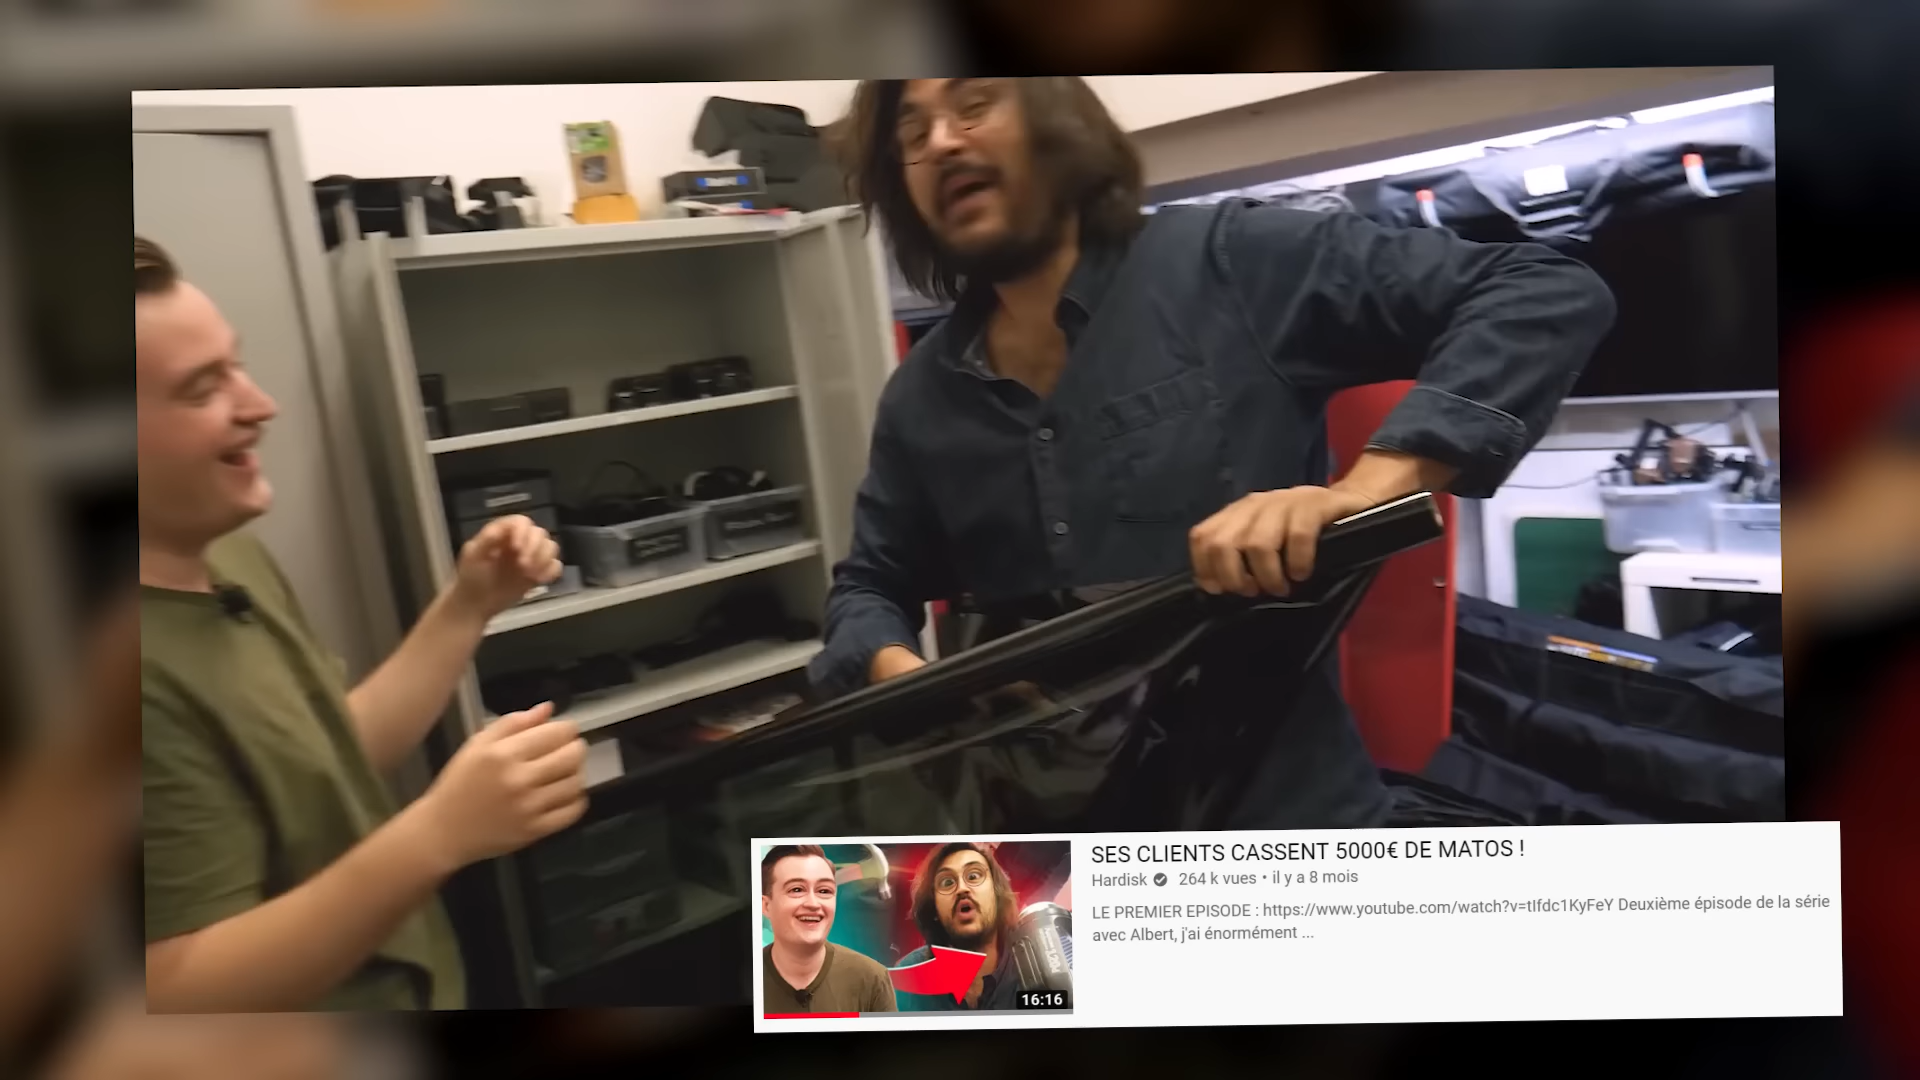 SES CLIENTS CASSENT 5000€ DE MATOS !
Hardisk 264 k vues • il y a 8 mois
LE PREMIER EPISODE : https://www.youtube.com/watch?v=tIfdc1KyFeY Deuxième épisode de la série
avec Albert, j'ai énormément ...
16:16